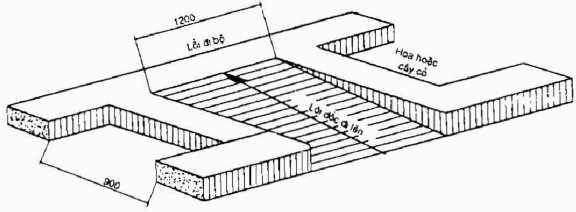 1200
Lối đi bộ
Hoa hoặc
cây cỏ
Lối dốc đi lên
900